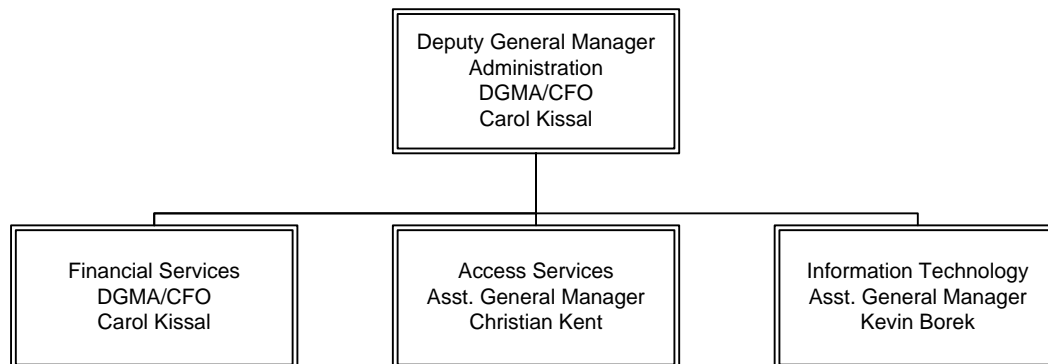 Deputy General Manager
Administration
DGMA/CFO
Carol Kissal
Financial Services
DGMA/CFO
Carol Kissal
Access Services
Asst. General Manager
Christian Kent
Information Technology
Asst. General Manager
Kevin Borek